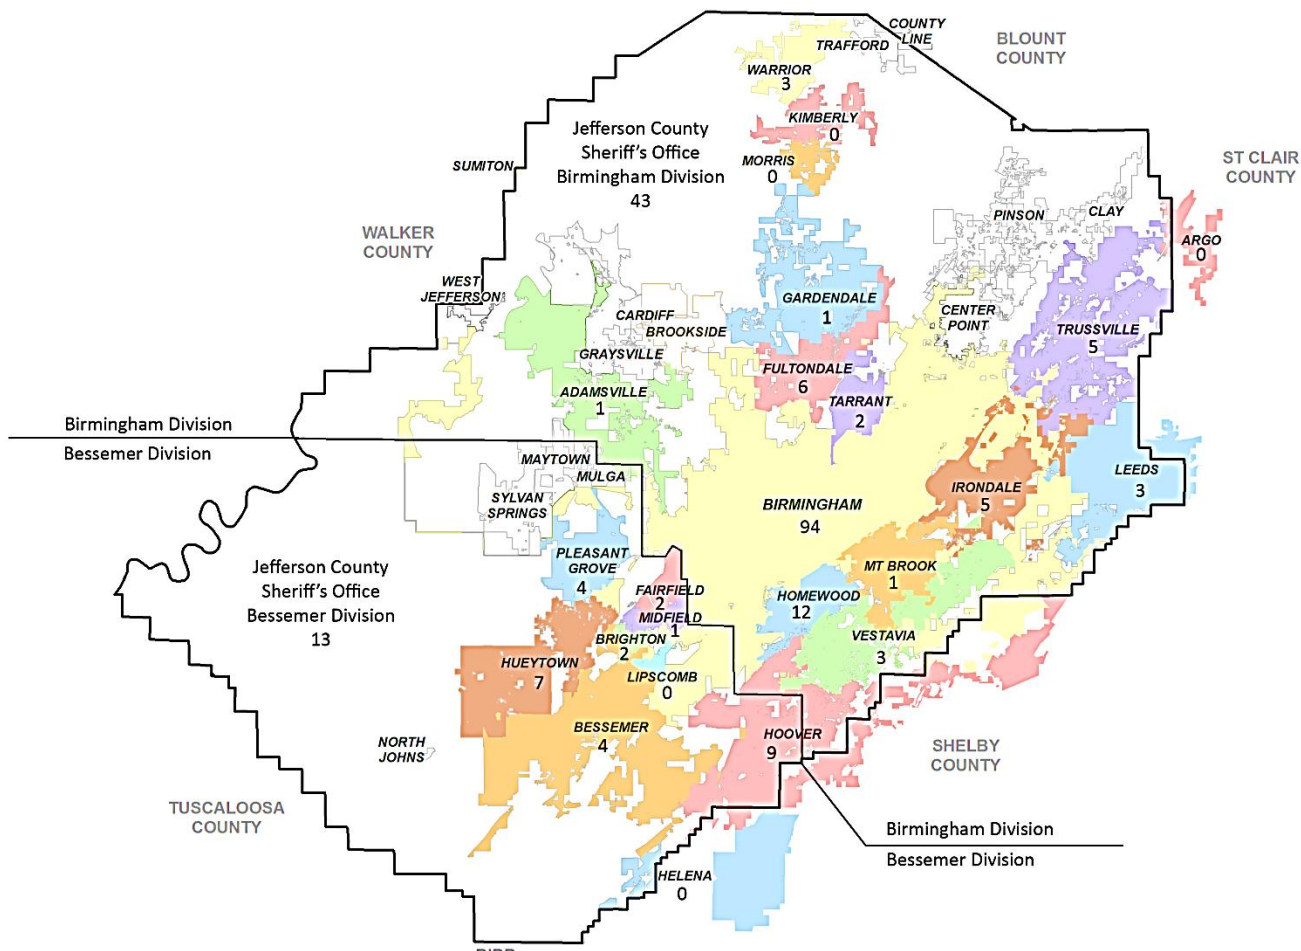 COUNTY
LINE
TRAFFORD
BLOUNT
COUNTY
WARRIOR
3
KIMBERLY
0
Jefferson County
Sheriff's Office
Birmingham Division
43
MORRIS
0
SUMITON
ST CLAIR
COUNTY
PINSON
CLAY
ARGO
0
WALKER
COUNTY
WEST
JEFFERSON
GARDENDALE
1
CARDIFF
BROOKSIDE
CENTER
POINT
TRUSSVILLE
5
GRAYSVILLE
FULTONDALE
6
ADAMSVILLE
1
TARRANT
2
Birmingham Division
Bessemer Division
MAYTOWN
MULGA
SYLVAN
SPRINGS
LEEDS
3
IRONDALE
5
BIRMINGHAM
94
PLEASANT
GROVE
4
MT BROOK
1
Jefferson County
Sheriff's Office
Bessemer Division
13
FAIRFIELD
2
MIDFIELD
1
HOMEWOOD
12
BRIGHTON
2
VESTAVIA
3
HUEYTOWN
7
LIPSCOMB
0
BESSEMER
4
HOOVER
9
NORTH
JOHNS
SHELBY
COUNTY
TUSCALOOSA
COUNTY
Birmingham Division
Bessemer Division
HELENA
0